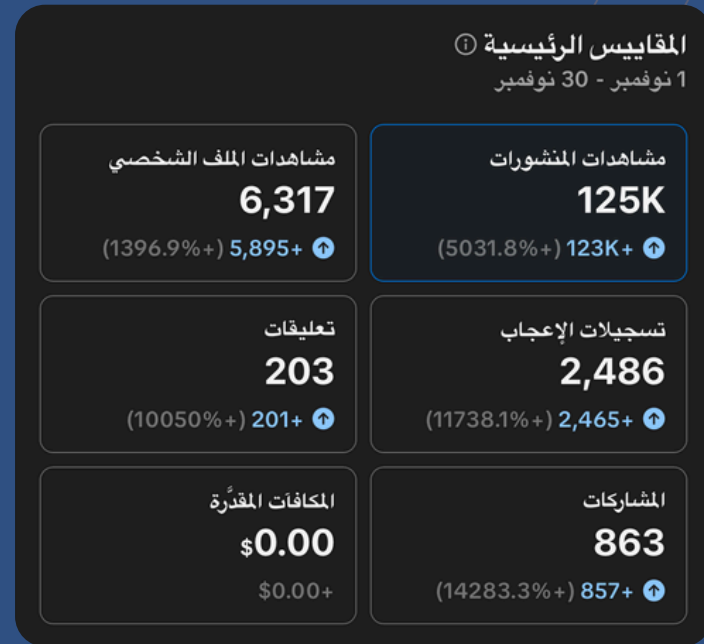 المقاييس الرئيسية
1 نوفمبر - 30 نوفمبر
مشاهدات المنشورات
125K
+123K (+5031.8%)
مشاهدات الملف الشخصي
6,317
+5,895 (+1396.9%)
تسجيلات الإعجاب
2,486
+2,465 (+11738.1%)
تعليقات
203
+201 (+10050%)
المشاركات
863
+857 (+14283.3%)
المكافآت المقدَّرة
$0.00
+$0.00